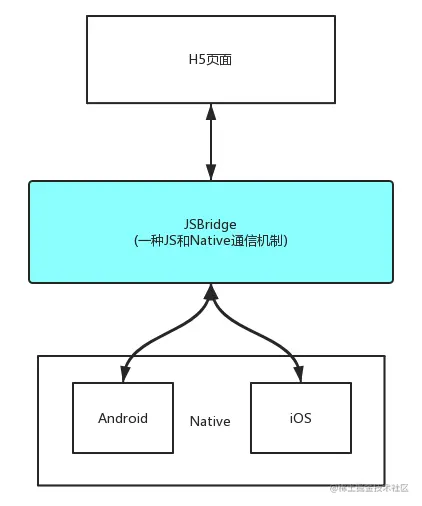 H5页面
JSBridge
(一种JS和Native通信机制)
Android
Native
iOS
@稀土掘金技术社区